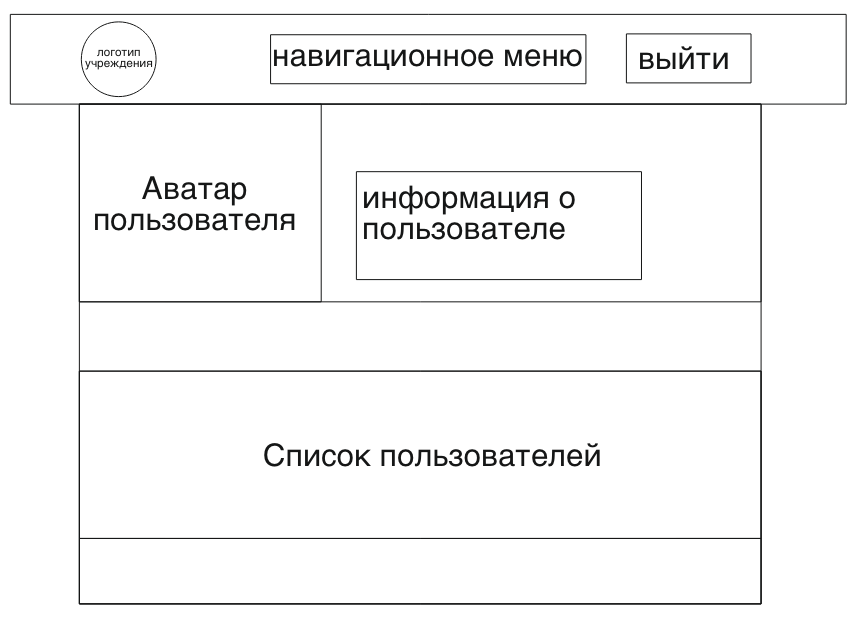 логотип
учреждения
навигационное меню
выйти
Аватар
пользователя
информация о
пользователе
Список пользователей